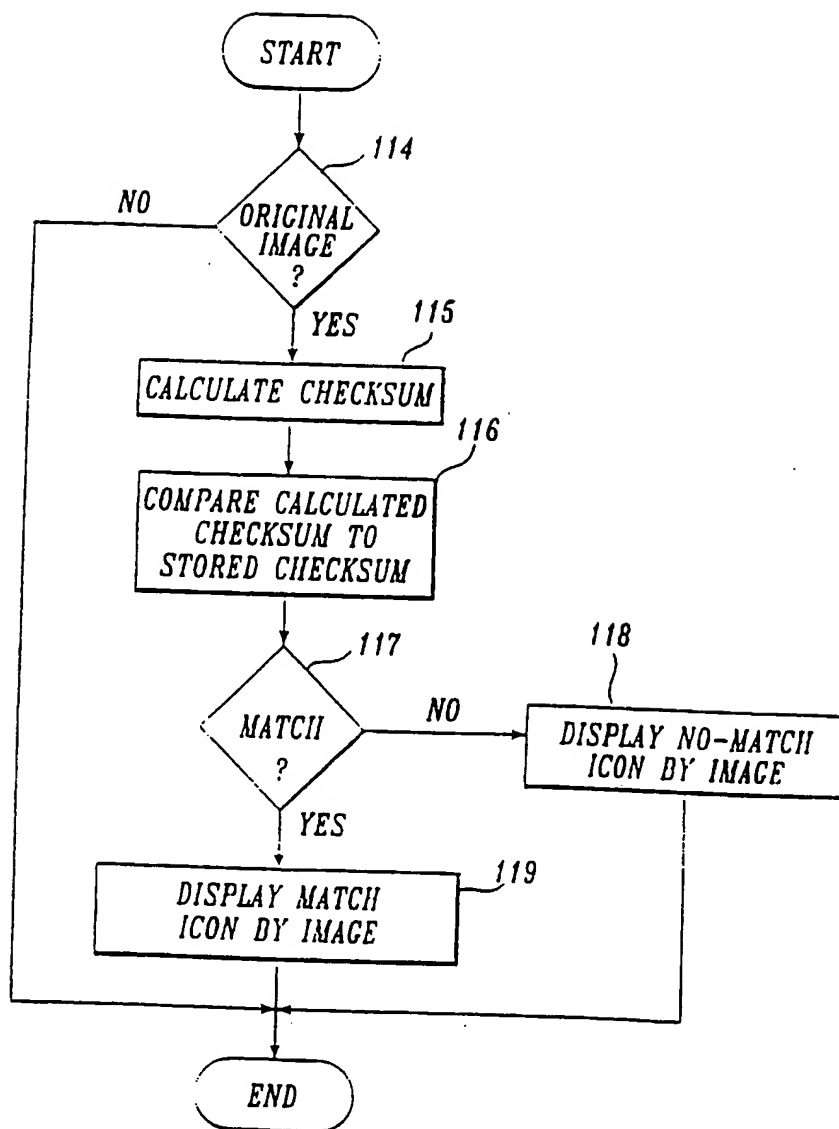 START
114
NO
ORIGINAL
IMAGE
?
YES
115
CALCULATE CHECKSUM
116
COMPARE CALCULATED
CHECKSUM TO
STORED CHECKSUM
117
118
MATCH
?
NO
DISPLAY NO-MATCH
ICON BY IMAGE
YES
119
DISPLAY MATCH
ICON BY IMAGE
END